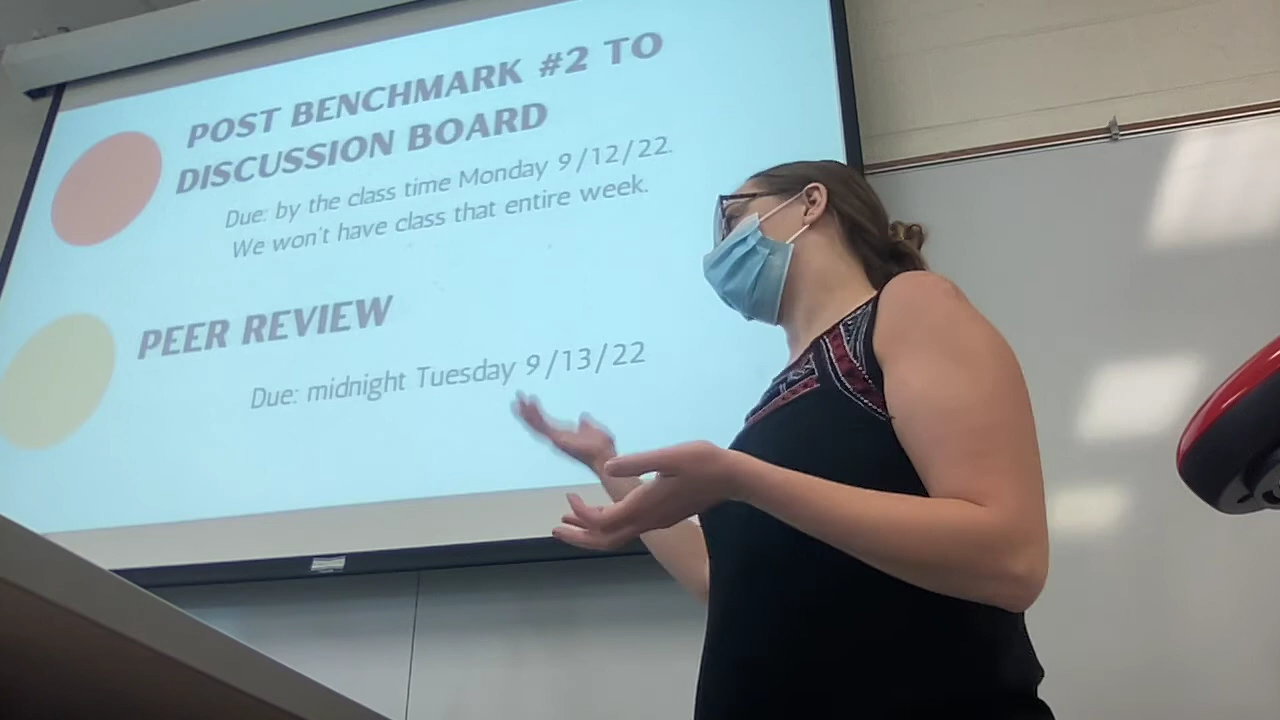 POST BENCHMARK #2 TO
DISCUSSION BOARD
Due: by the class time Monday 9/12/22.
We won't have class that entire week.
PEER REVIEW
Due: midnight Tuesday 9/13/22